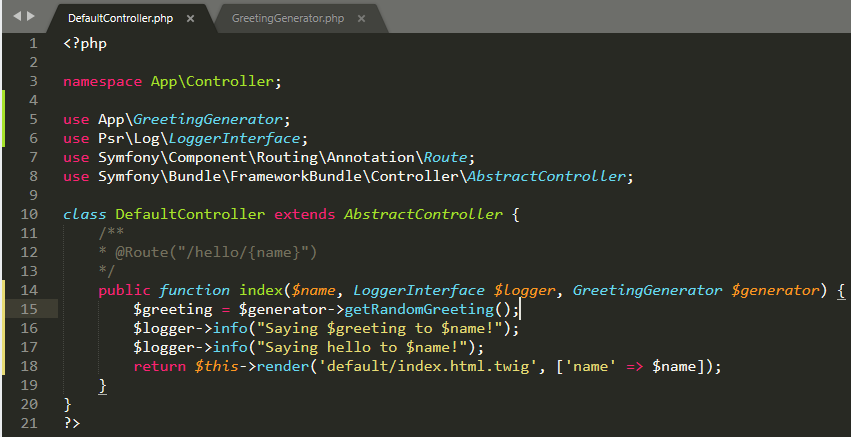 DefaultController.php × GreetingGenerator.php ×
1 <?php
2
3 namespace App\Controller;
4
5 use App\GreetingGenerator;
6 use Psr\Log\LoggerInterface;
7 use Symfony\Component\Routing\Annotation\Route;
8 use Symfony\Bundle\FrameworkBundle\Controller\AbstractController;
9
10 class DefaultController extends AbstractController {
11     /**
12     * @Route("/hello/{name}")
13     */
14     public function index($name, LoggerInterface $logger, GreetingGenerator $generator) {
15         $greeting = $generator->getRandomGreeting();
16         $logger->info("Saying $greeting to $name!");
17         $logger->info("Saying hello to $name!");
18         return $this->render('default/index.html.twig', ['name' => $name]);
19     }
20 }
21 ?>